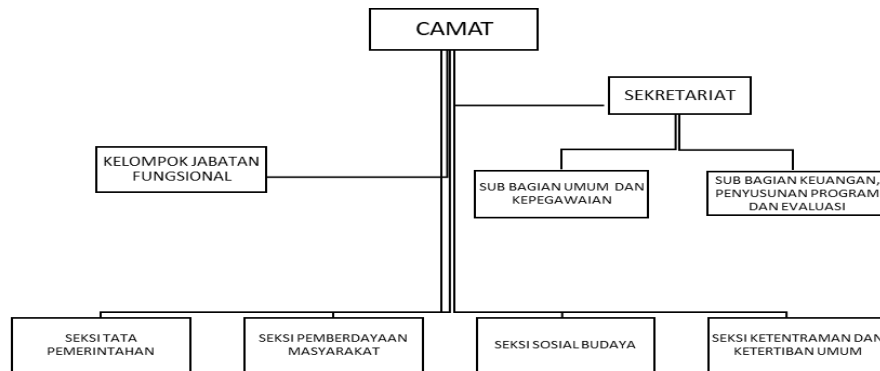 CAMAT
SEKRETARIAT
KELOMPOK JABATAN
FUNGSIONAL
SUB BAGIAN UMUM DAN
KEPEGAWAIAN
SUB BAGIAN KEUANGAN,
PENYUSUNAN PROGRAM
DAN EVALUASI
SEKSI TATA
PEMERINTAHAN
SEKSI PEMBERDAYAAN
MASYARAKAT
SEKSI SOSIAL BUDAYA
SEKSI KETENTRAMAN DAN
KETERTIBAN UMUM